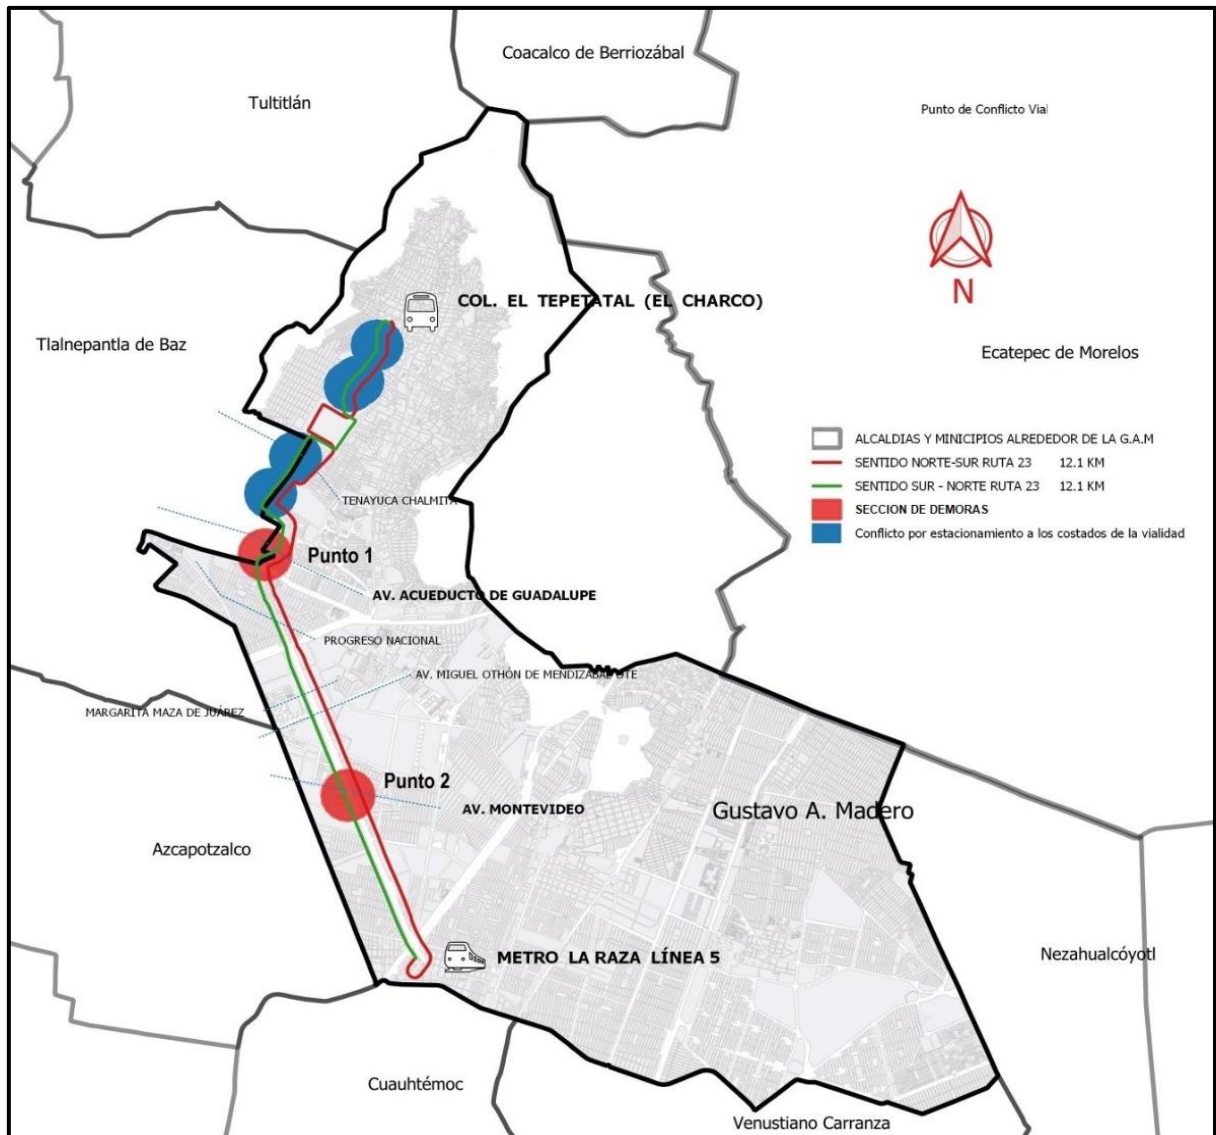 Coacalco de Berriozábal
Tultitlán
Punto de Conflicto Vial
N
COL. EL TEPETATAL (EL CHARCO)
Tlalnepantla de Baz
Ecatepec de Morelos
ALCALDIAS Y MINICIPIOS ALREDEDOR DE LA G.A.M
SENTIDO NORTE-SUR RUTA 23 12.1 KM
SENTIDO SUR - NORTE RUTA 23 12.1 KM
SECCION DE DEMORAS
Conflicto por estacionamiento a los costados de la vialidad
TENAYUCA CHALMITA
Punto 1
AV. ACUEDUCTO DE GUADALUPE
PROGRESO NACIONAL
AV. MIGUEL OTHÓN DE MENDIZÁBAL OTE
MARGARITA MAZA DE JUÁREZ
Punto 2
AV. MONTEVIDEO
Gustavo A. Madero
Azcapotzalco
METRO LA RAZA LÍNEA 5
Nezahualcóyotl
Cuauhtémoc
Venustiano Carranza